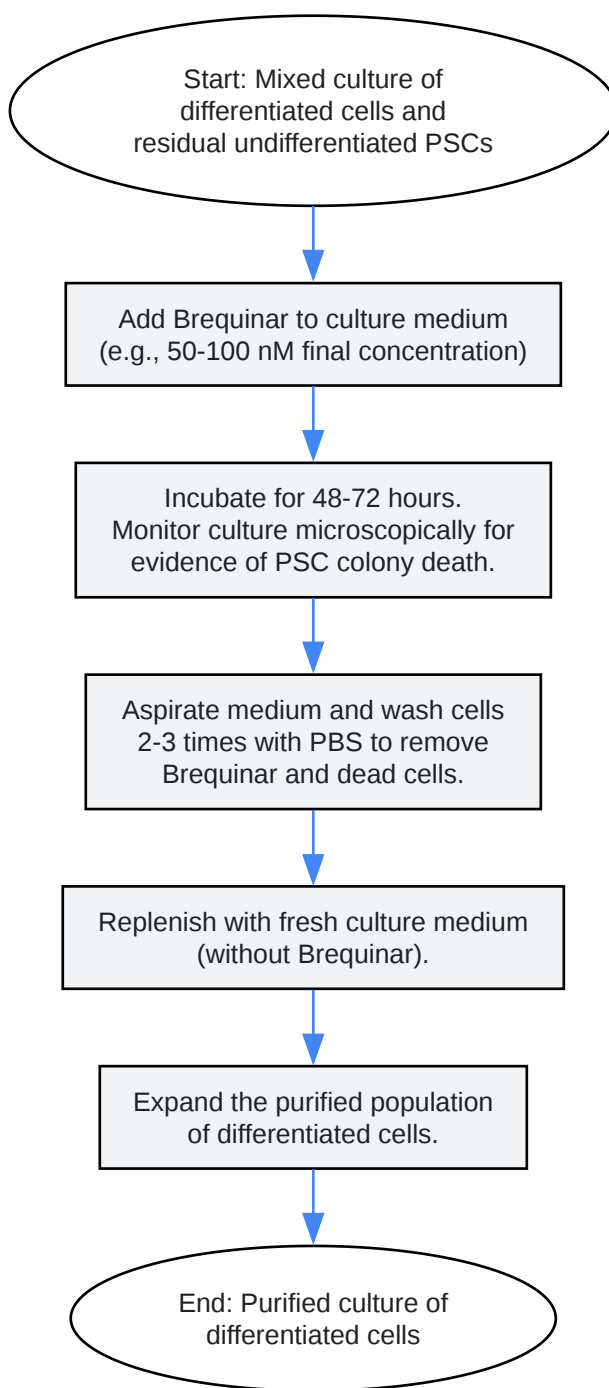 Start: Mixed culture of
differentiated cells and
residual undifferentiated PSCs
Add Brequinar to culture medium
(e.g., 50-100 nM final concentration)
Incubate for 48-72 hours.
Monitor culture microscopically for
evidence of PSC colony death.
Aspirate medium and wash cells
2-3 times with PBS to remove
Brequinar and dead cells.
Replenish with fresh culture medium
(without Brequinar).
Expand the purified population
of differentiated cells.
End: Purified culture of
differentiated cells